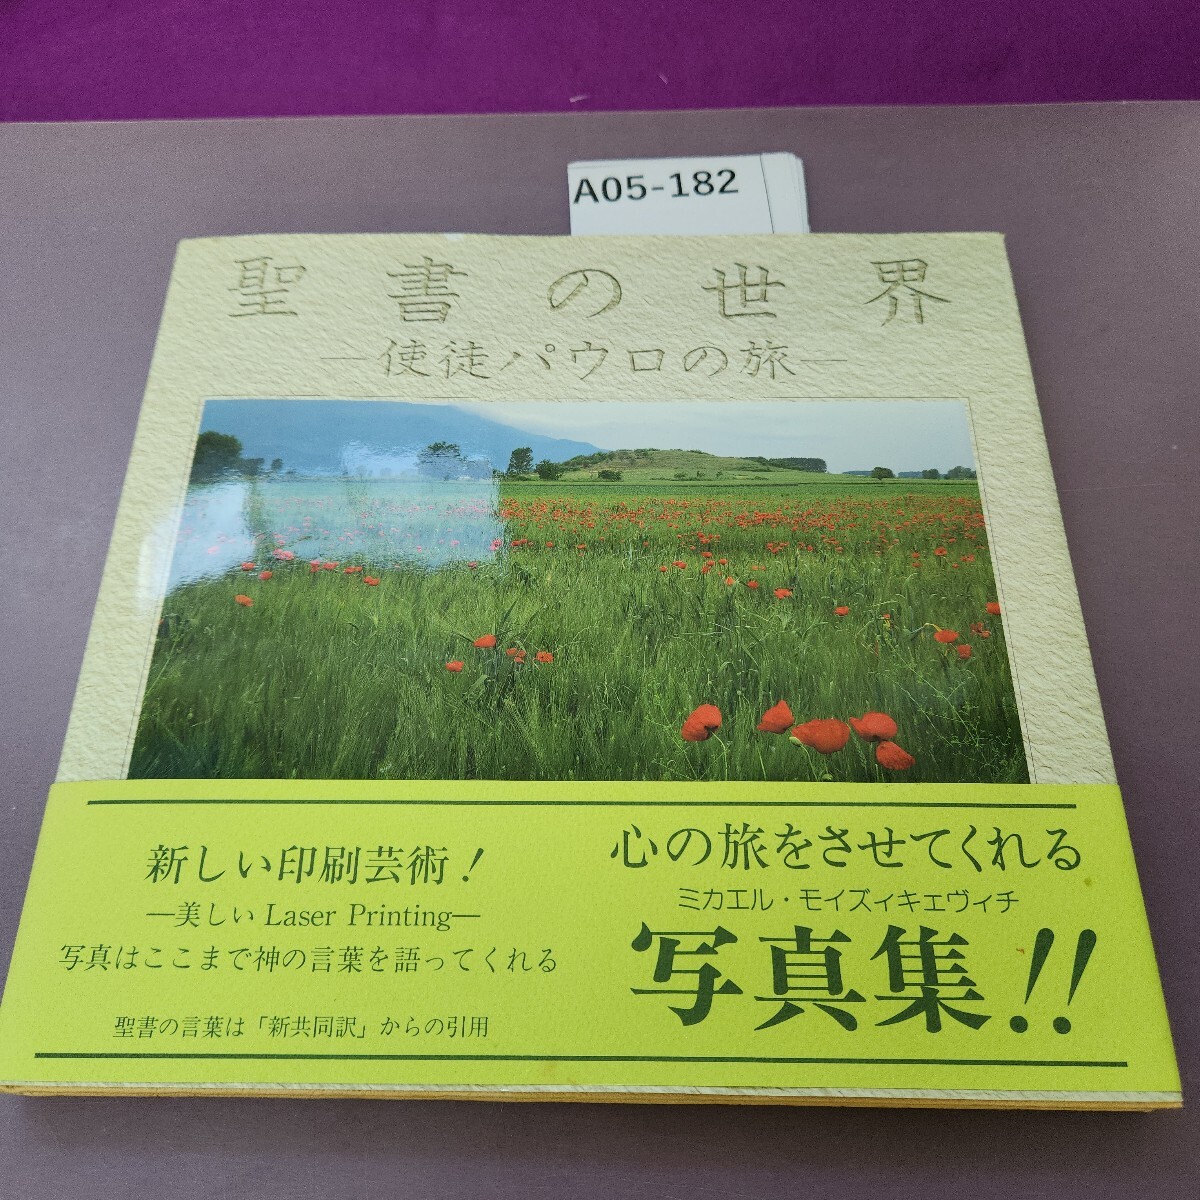 A05-182
聖書の世界
―使徒パウロの旅―
新しい印刷芸術!
―美しい Laser Printing―
写真はここまで神の言葉を語ってくれる
聖書の言葉は「新共同訳」からの引用
心の旅をさせてくれる
ミカエル・モイズィキェヴィチ
写真集!!